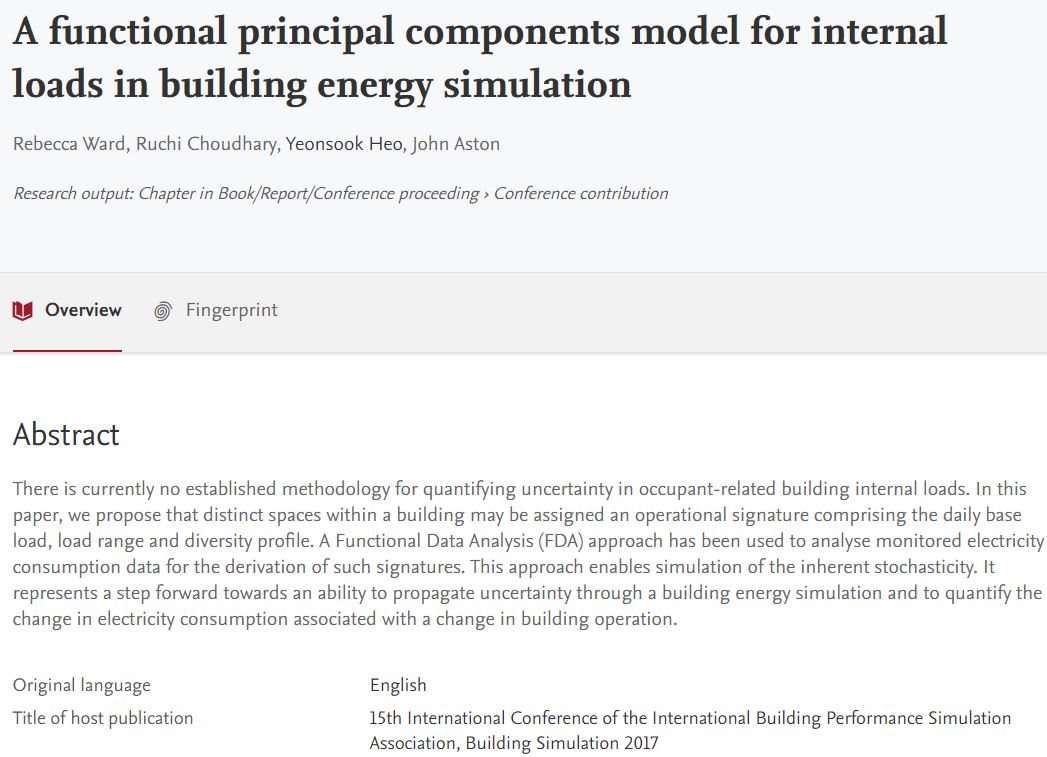 A functional principal components model for internal
loads in building energy simulation
Rebecca Ward, Ruchi Choudhary, Yeonsook Heo, John Aston
Research output: Chapter in Book/Report/Conference proceeding › Conference contribution
Overview
Fingerprint
Abstract
There is currently no established methodology for quantifying uncertainty in occupant-related building internal loads. In this
paper, we propose that distinct spaces within a building may be assigned an operational signature comprising the daily base
load, load range and diversity profile. A Functional Data Analysis (FDA) approach has been used to analyse monitored electricity
consumption data for the derivation of such signatures. This approach enables simulation of the inherent stochasticity. It
represents a step forward towards an ability to propagate uncertainty through a building energy simulation and to quantify the
change in electricity consumption associated with a change in building operation.
Original language English
Title of host publication 15th International Conference of the International Building Performance Simulation
Association, Building Simulation 2017